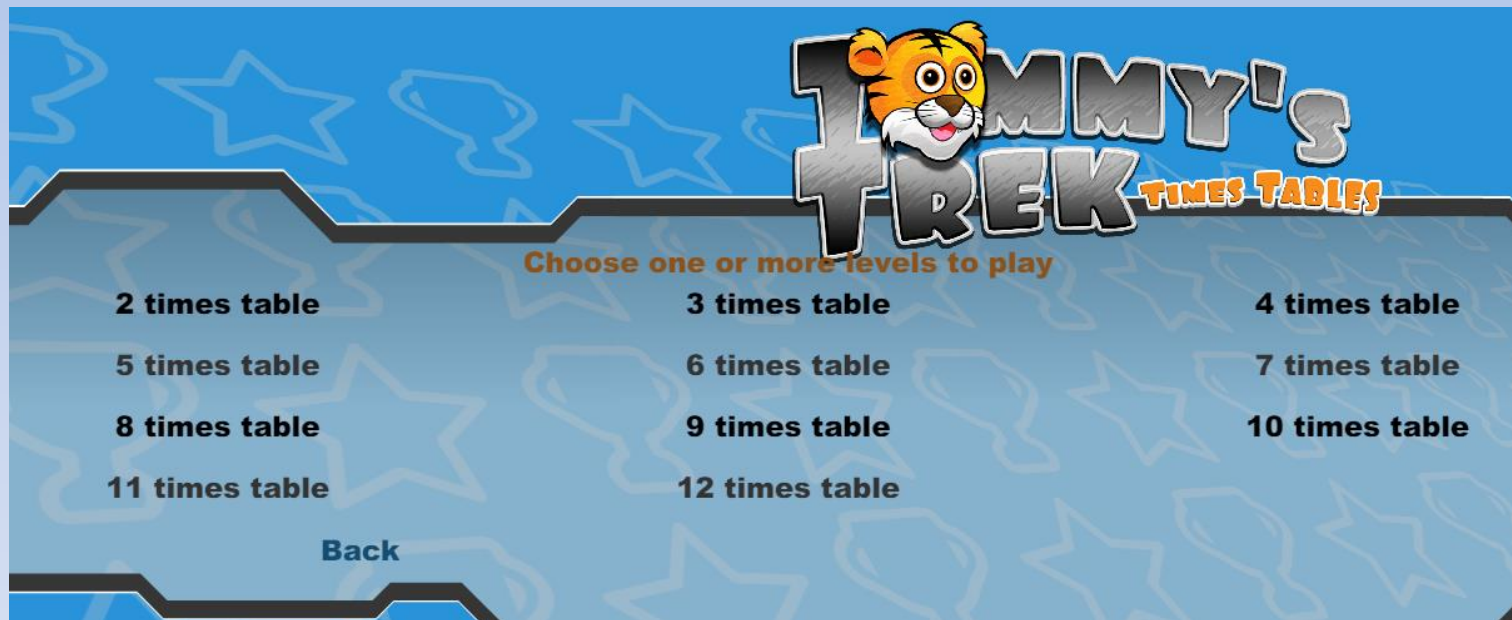 TOMMY'S
TREK TIMES TABLES
Choose one or more levels to play
2 times table 3 times table 4 times table
5 times table 6 times table 7 times table
8 times table 9 times table 10 times table
11 times table 12 times table
Back